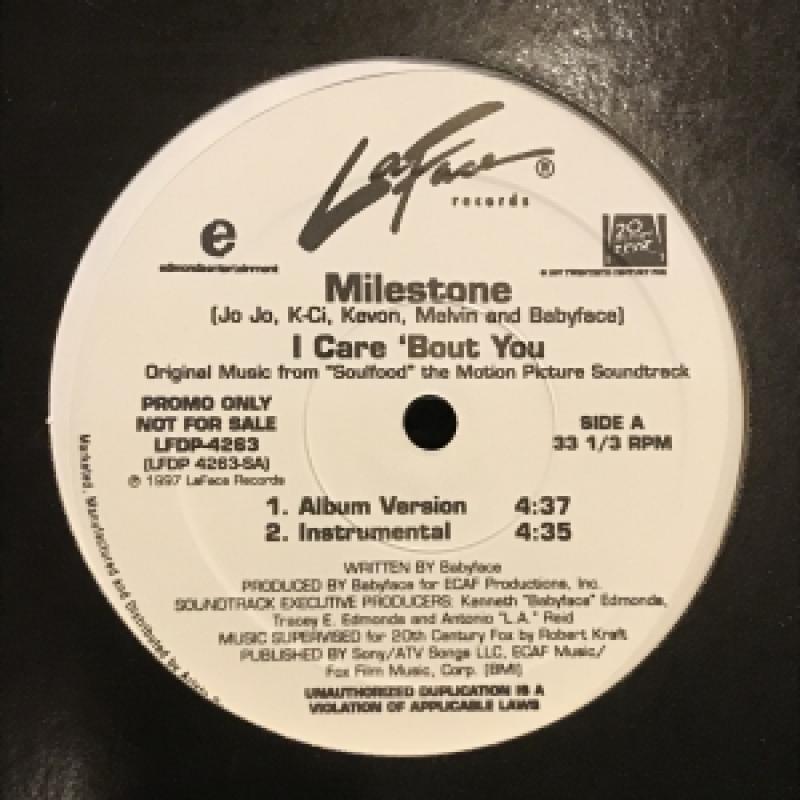 LaFace ®
records
e
edmondsentertainment
Milestone
(Jo Jo, K-Ci, Kevon, Melvin and Babyface)
I Care 'Bout You
Original Music from "Soulfood" the Motion Picture Soundtrack
PROMO ONLY
NOT FOR SALE
LFDP-4263
(LFDP 4263-SA)
℗ 1997 LaFace Records
SIDE A
33 1/3 RPM
1. Album Version 4:37
2. Instrumental 4:35
WRITTEN BY Babyface
PRODUCED BY Babyface for ECAF Productions, Inc.
SOUNDTRACK EXECUTIVE PRODUCERS: Kenneth "Babyface" Edmonds,
Tracey E. Edmonds and Antonio "L.A." Reid
MUSIC SUPERVISED for 20th Century Fox by Robert Kraft
PUBLISHED BY Sony/ATV Songs LLC, ECAF Music/
Fox Film Music, Corp. (BMI)
UNAUTHORIZED DUPLICATION IS A
VIOLATION OF APPLICABLE LAWS
Marketed, Manufactured and Distributed by